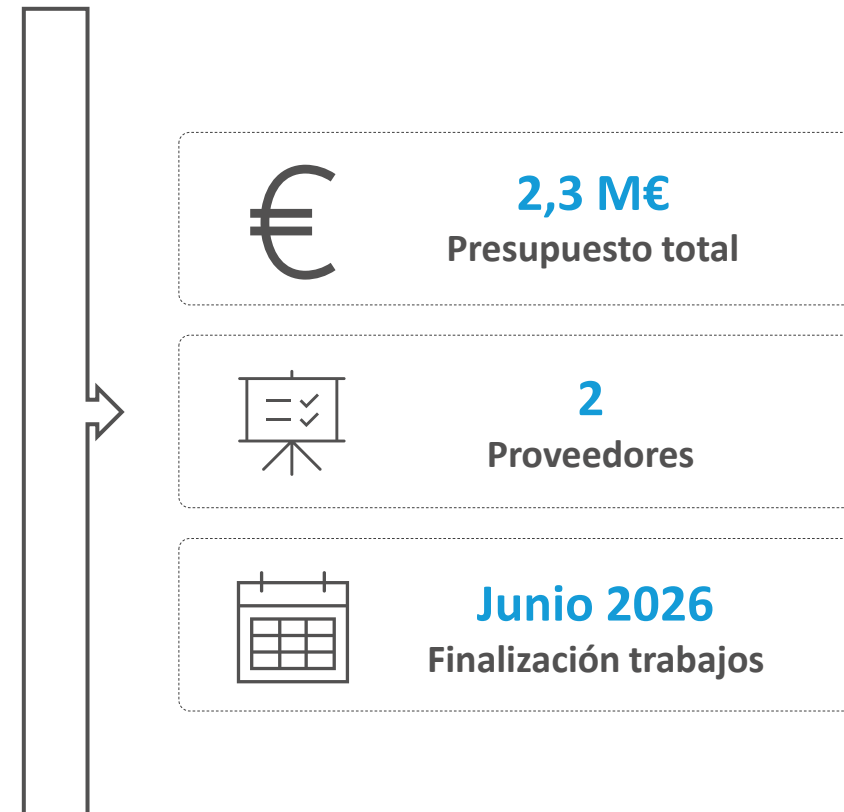 2,3 M€
Presupuesto total
2
Proveedores
Junio 2026
Finalización trabajos